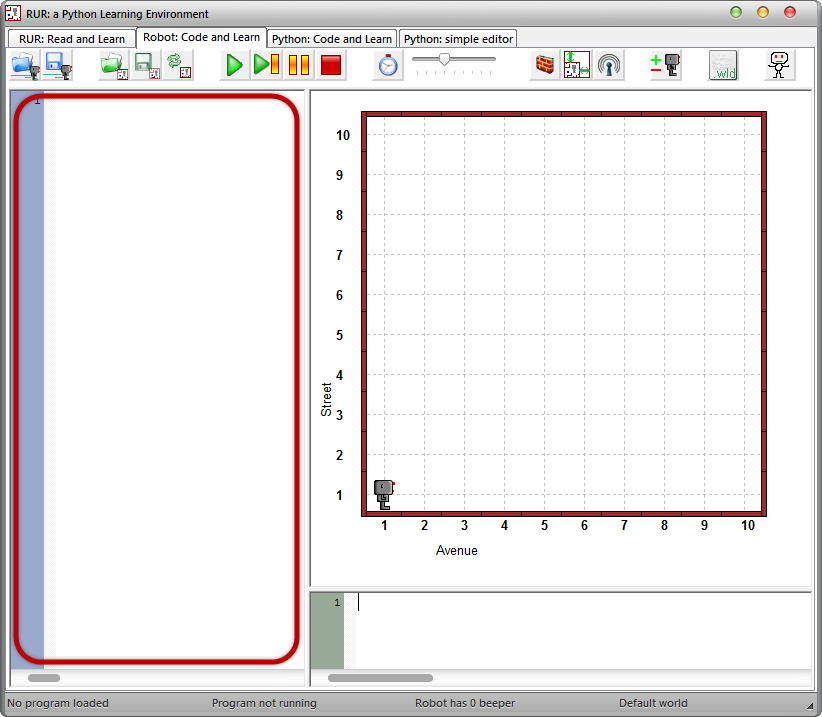 RUR: a Python Learning Environment
RUR: Read and Learn
Robot: Code and Learn
Python: Code and Learn
Python: simple editor
.wld
1
10
9
8
7
6
5
4
3
2
1
Street
1 2 3 4 5 6 7 8 9 10
Avenue
1
No program loaded
Program not running
Robot has 0 beeper
Default world